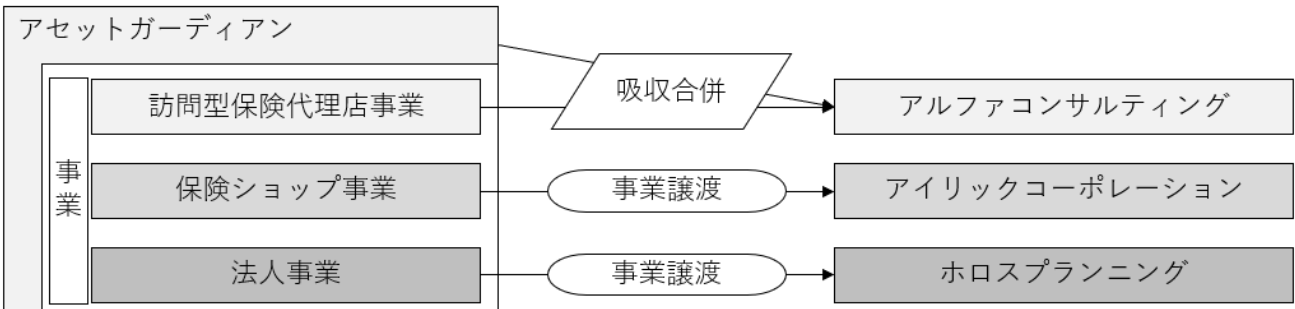 アセットガーディアン
事業
訪問型保険代理店事業
吸収合併
アルファコンサルティング
保険ショップ事業
事業譲渡
アイリックコーポレーション
法人事業
事業譲渡
ホロスプランニング